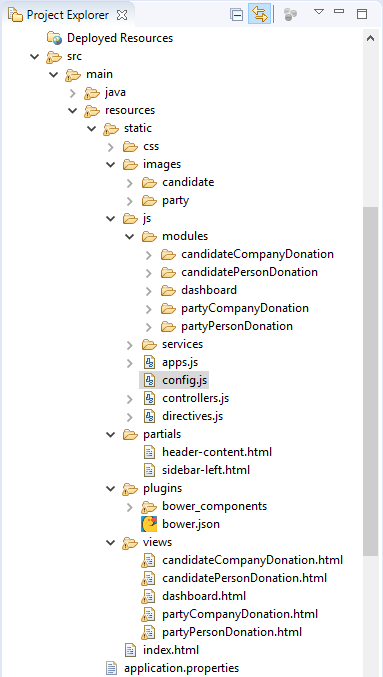 Project Explorer
Deployed Resources
src
main
java
resources
static
css
images
candidate
party
js
modules
candidateCompanyDonation
candidatePersonDonation
dashboard
partyCompanyDonation
partyPersonDonation
services
apps.js
config.js
controllers.js
directives.js
partials
header-content.html
sidebar-left.html
plugins
bower_components
bower.json
views
candidateCompanyDonation.html
candidatePersonDonation.html
dashboard.html
partyCompanyDonation.html
partyPersonDonation.html
index.html
application.properties